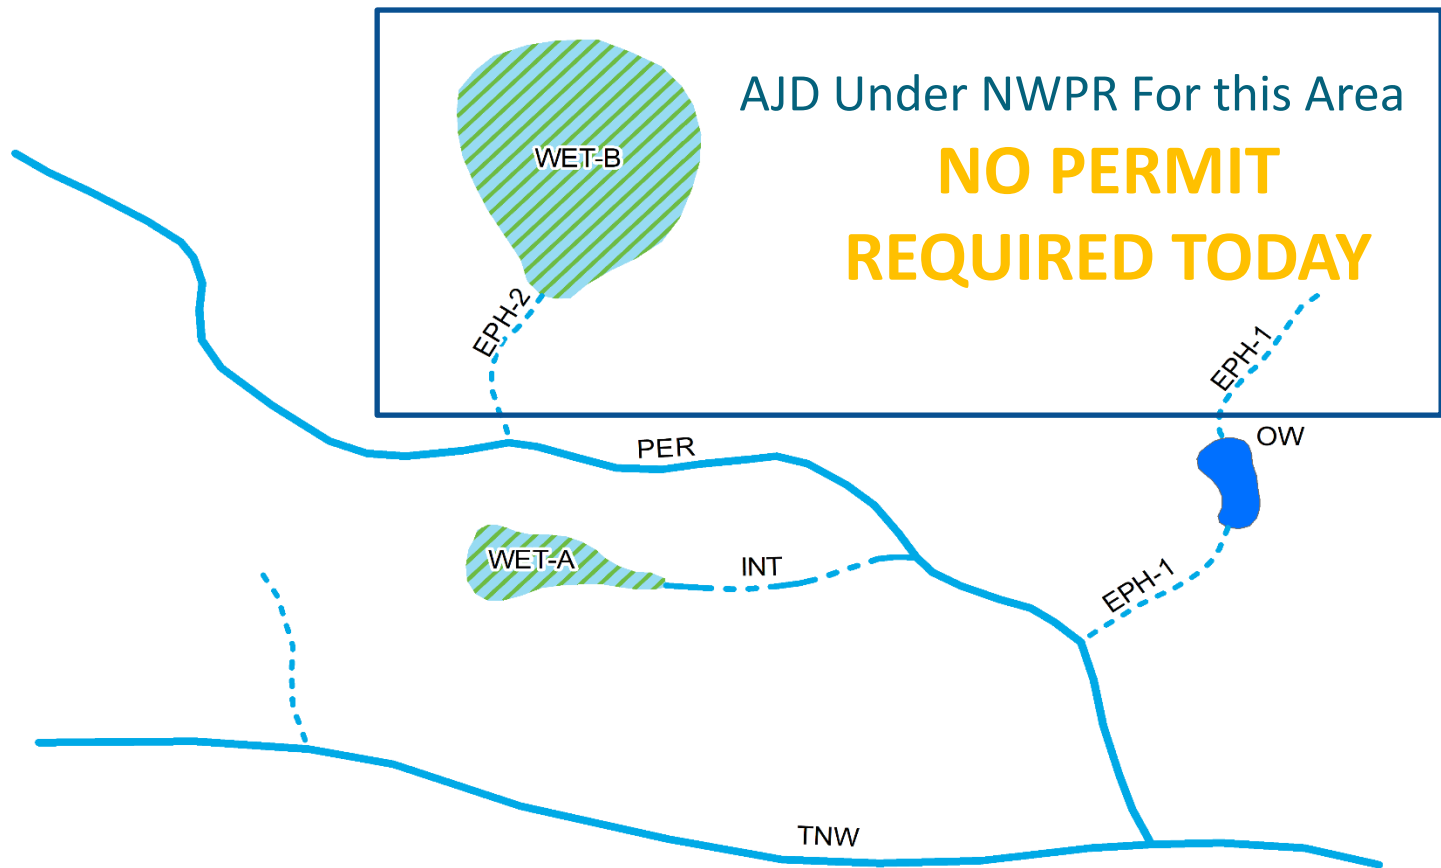 AJD Under NWPR For this Area
NO PERMIT
REQUIRED TODAY
WET-B
EPH-2
EPH-1
PER
OW
WET-A
INT
EPH-1
TNW